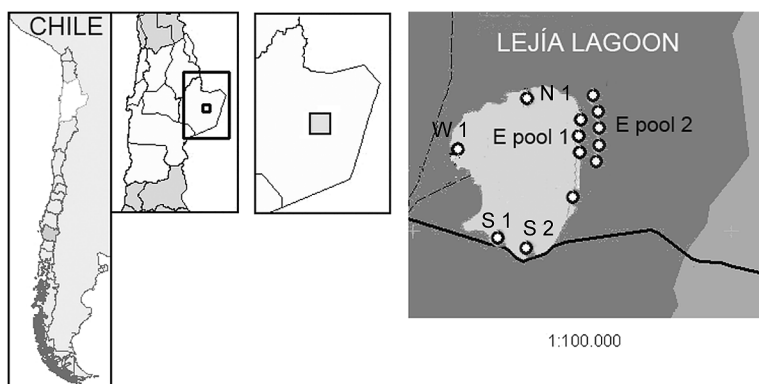 CHILE
LEJÍA LAGOON
N 1
W 1
E pool 1
E pool 2
S 1
S 2
1:100.000